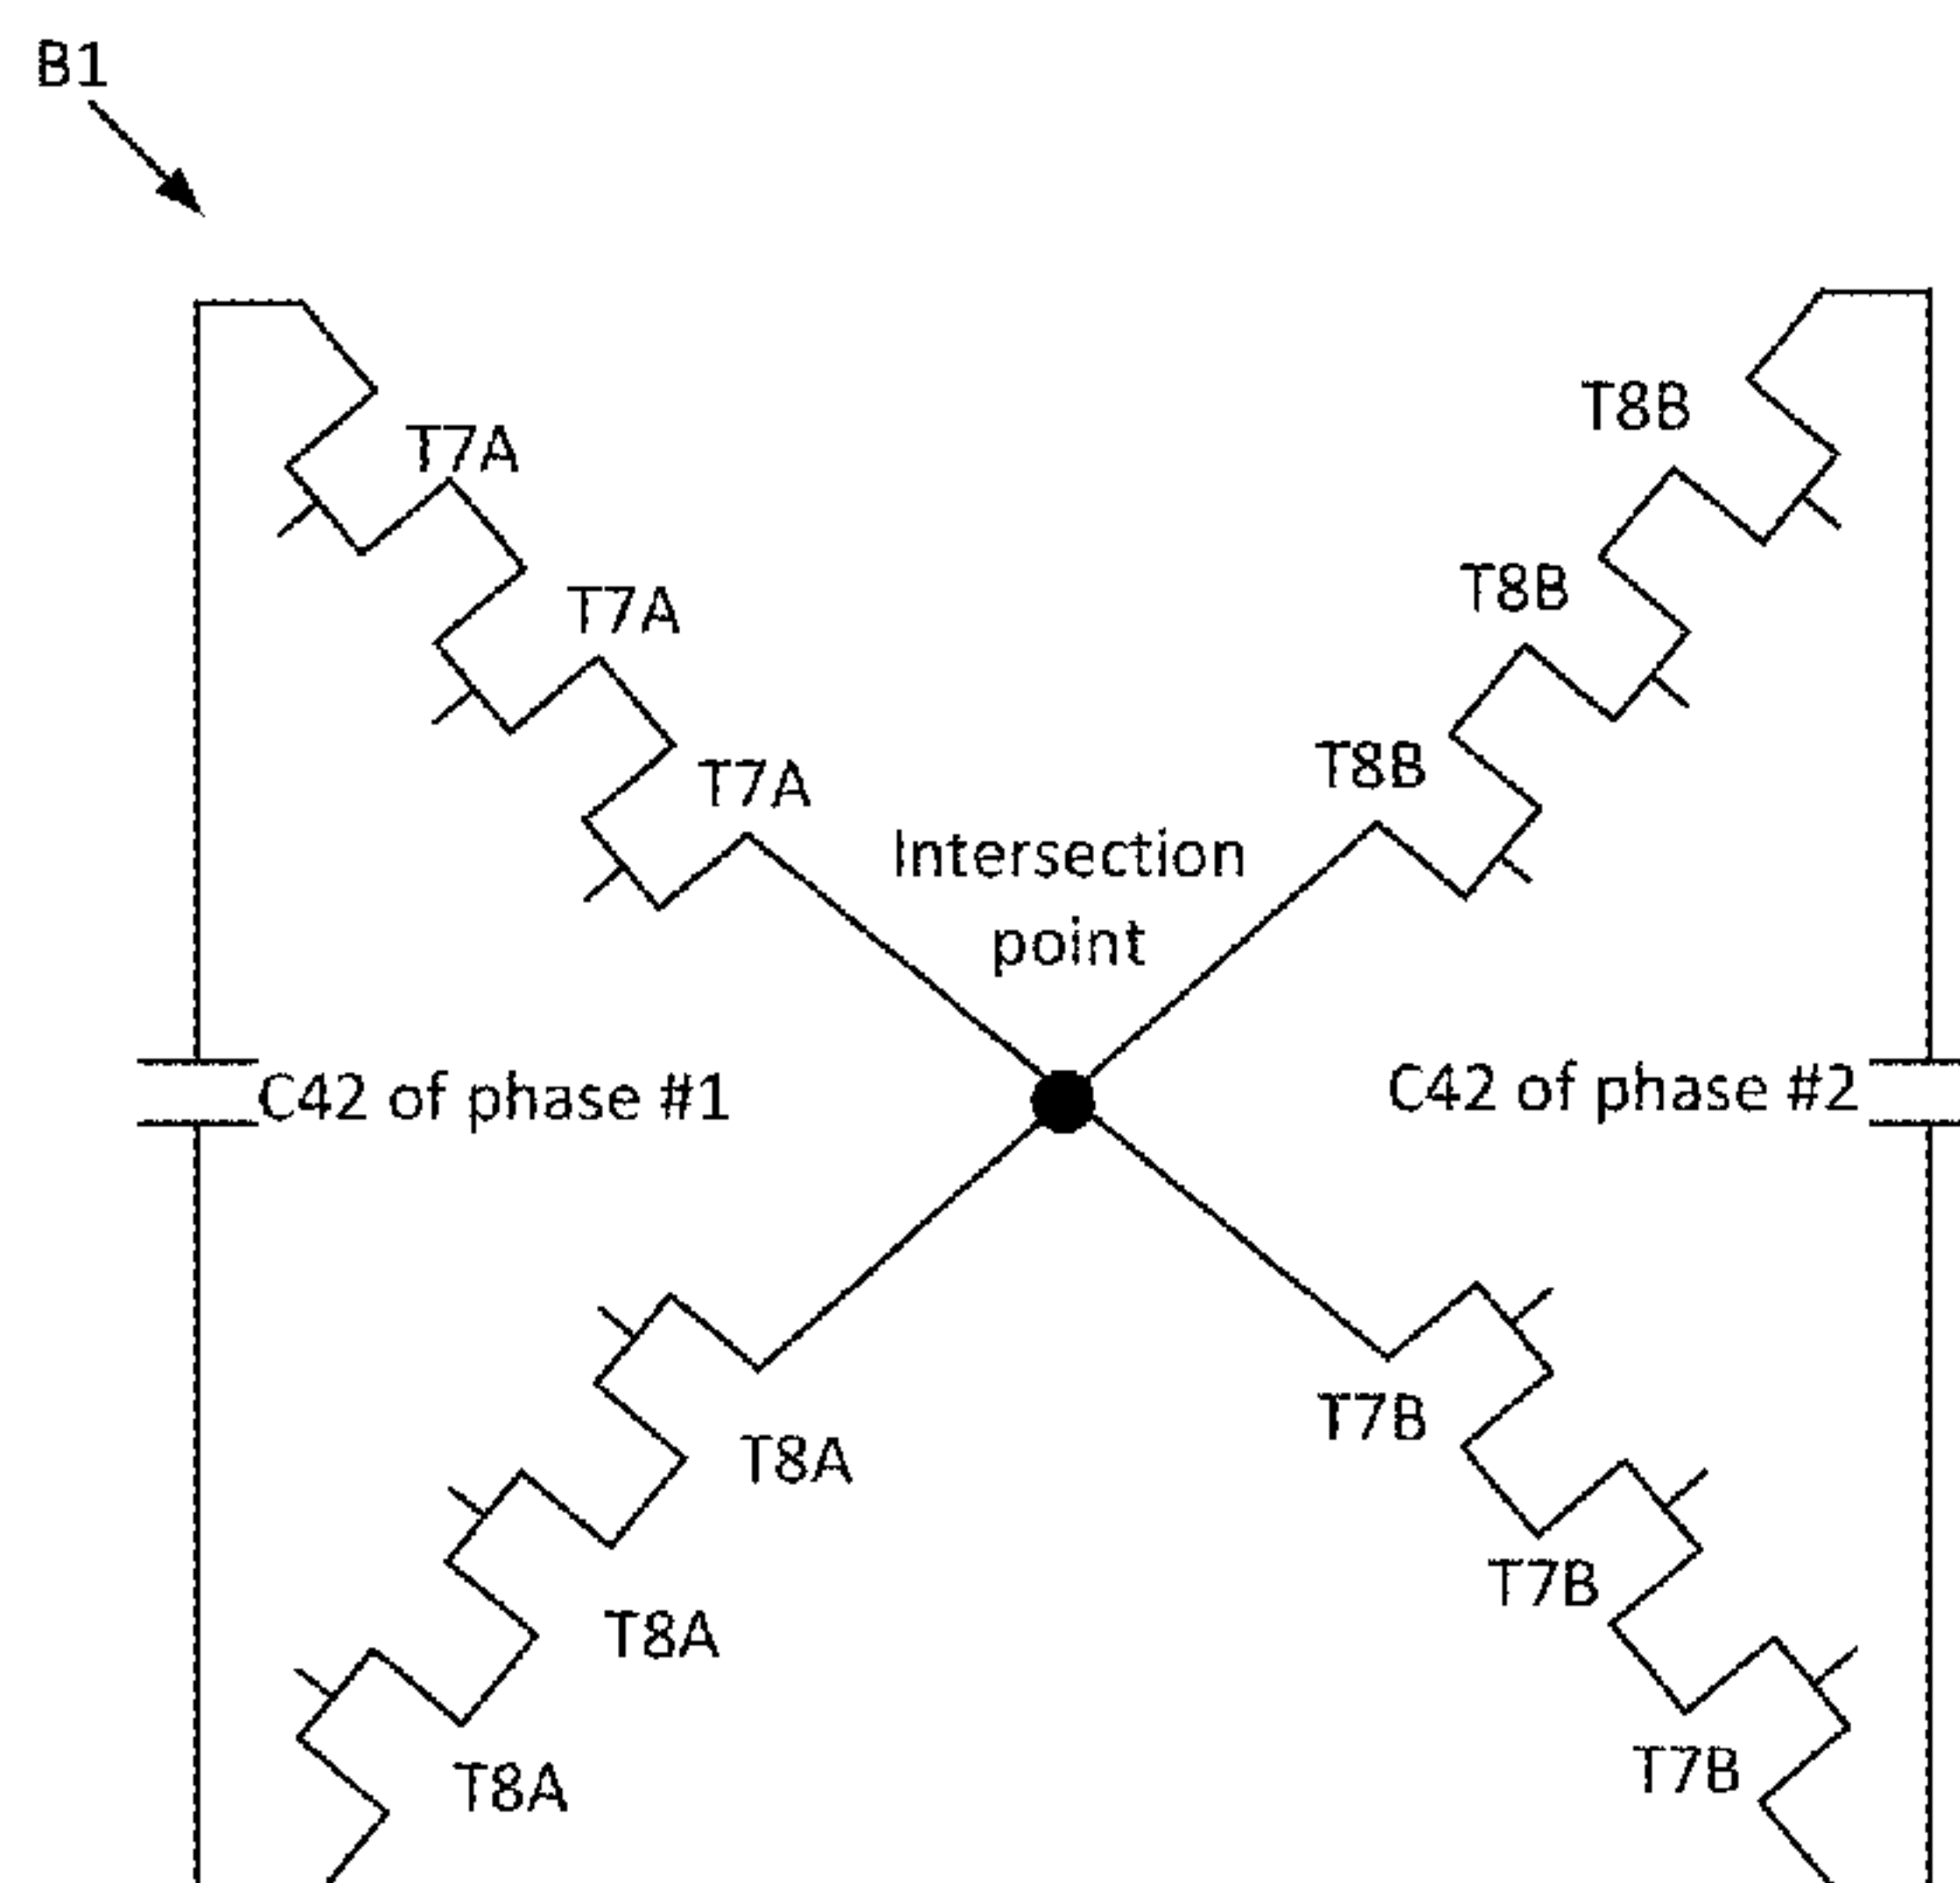 B1
T8B
T7A
T8B
T7A
T8B
T7A
Intersection
point
C42 of phase #1
C42 of phase #2
T7B
T8A
T7B
T8A
T7B
T8A